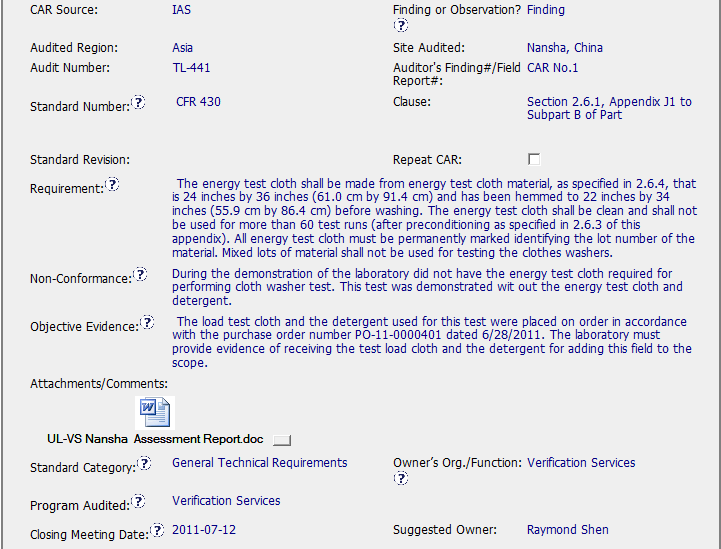 CAR Source: IAS Finding or Observation? Finding
?
Audited Region: Asia Site Audited: Nansha, China
Audit Number: TL-441 Auditor's Finding#/Field CAR No.1
Report#:
Standard Number: ? CFR 430 Clause: Section 2.6.1, Appendix J1 to
Subpart B of Part
Standard Revision: Repeat CAR:
Requirement: ? The energy test cloth shall be made from energy test cloth material, as specified in 2.6.4, that
is 24 inches by 36 inches (61.0 cm by 91.4 cm) and has been hemmed to 22 inches by 34
inches (55.9 cm by 86.4 cm) before washing. The energy test cloth shall be clean and shall not
be used for more than 60 test runs (after preconditioning as specified in 2.6.3 of this
appendix). All energy test cloth must be permanently marked identifying the lot number of the
material. Mixed lots of material shall not be used for testing the clothes washers.
Non-Conformance: ? During the demonstration of the laboratory did not have the energy test cloth required for
performing cloth washer test. This test was demonstrated wit out the energy test cloth and
detergent.
Objective Evidence: ? The load test cloth and the detergent used for this test were placed on order in accordance
with the purchase order number PO-11-0000401 dated 6/28/2011. The laboratory must
provide evidence of receiving the test load cloth and the detergent for adding this field to the
scope.
Attachments/Comments:
W
UL-VS Nansha Assessment Report.doc
Standard Category: ? General Technical Requirements Owner's Org./Function: Verification Services
?
Program Audited: ? Verification Services
Closing Meeting Date: ? 2011-07-12 Suggested Owner: Raymond Shen